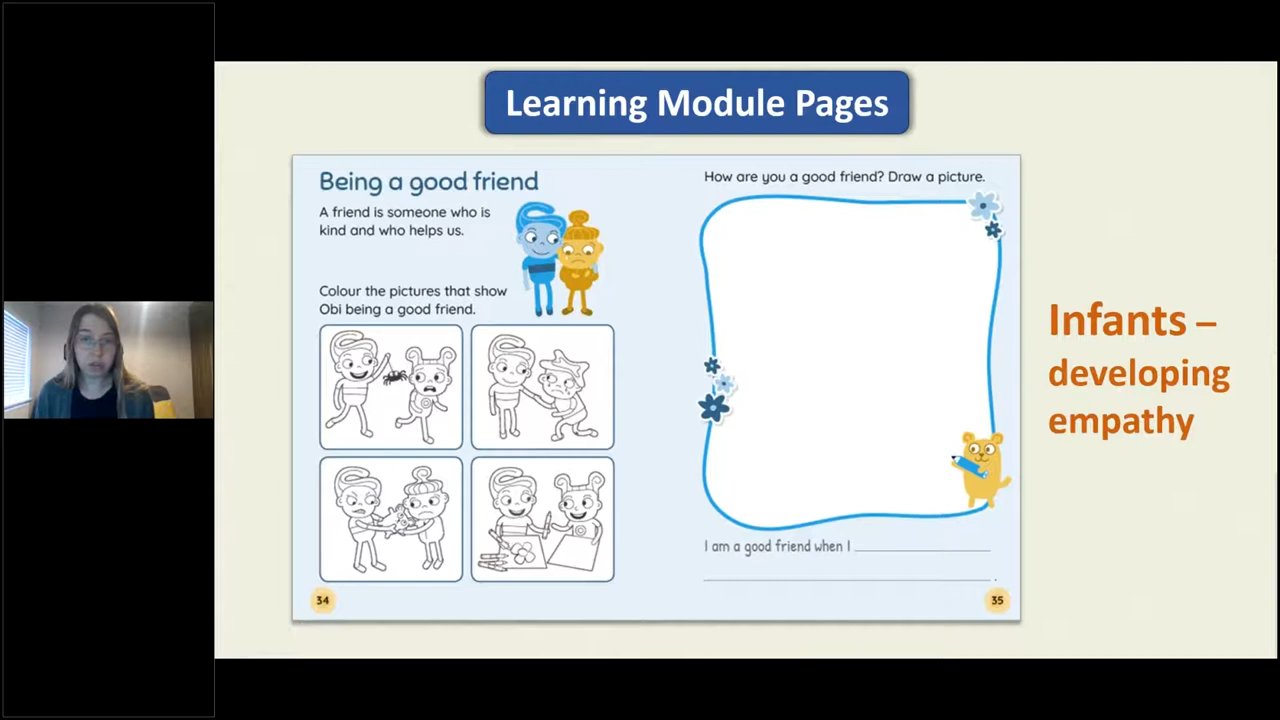 Learning Module Pages
Being a good friend
A friend is someone who is
kind and who helps us.
Colour the pictures that show
Obi being a good friend.
34
How are you a good friend? Draw a picture.
I am a good friend when I ____________________
__________________________________________ .
35
Infants –
developing
empathy